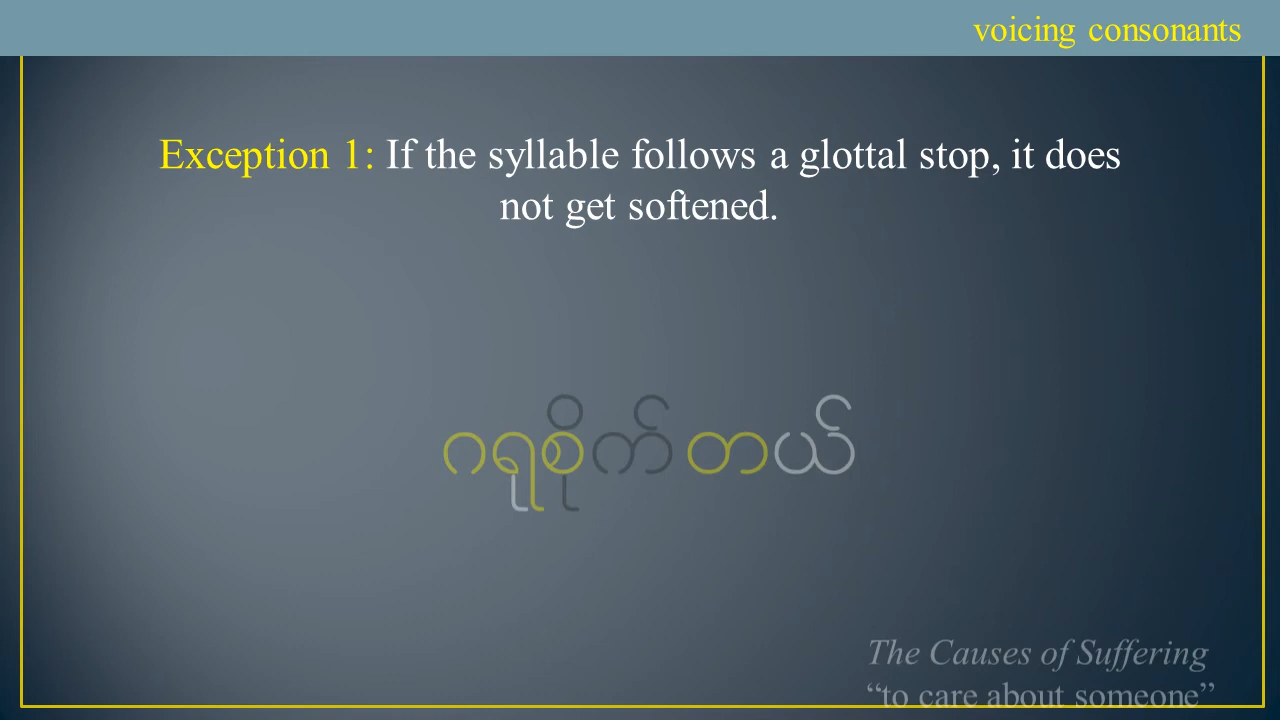 voicing consonants
Exception 1: If the syllable follows a glottal stop, it does
not get softened.
ဂရုစိုက်တယ်
The Causes of Suffering
“to care about someone”